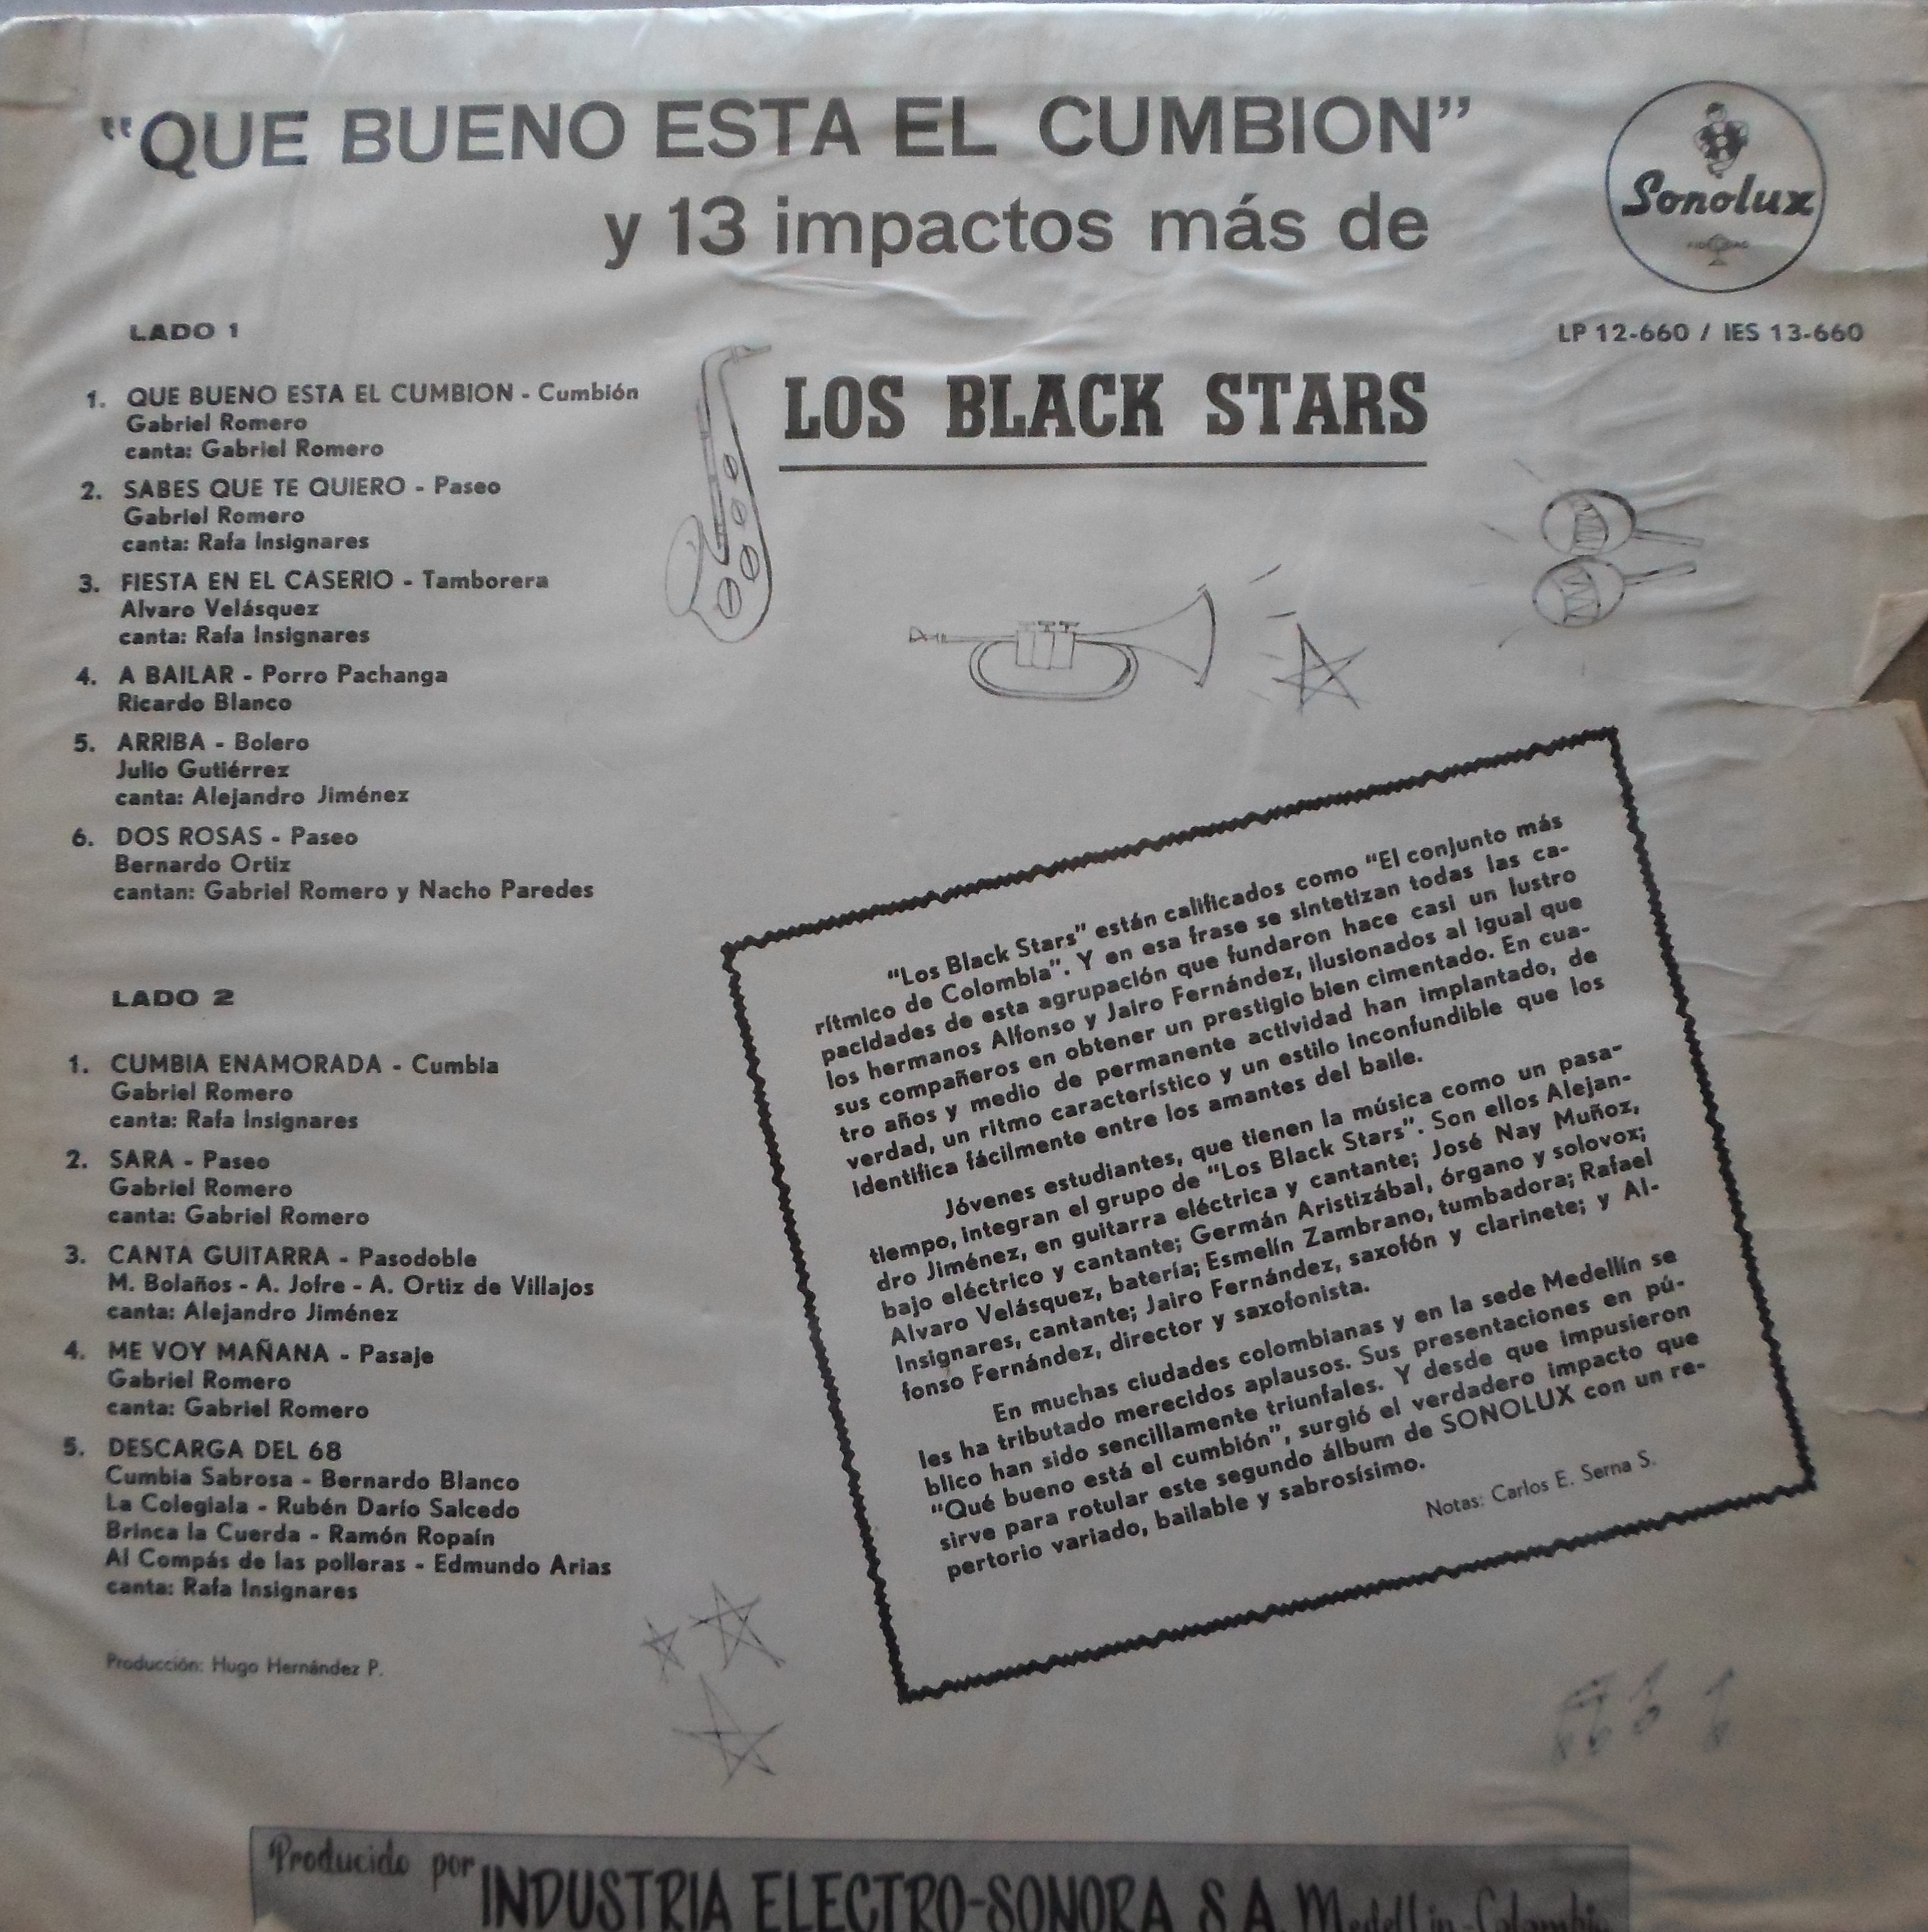 "QUE BUENO ESTA EL CUMBION"
y 13 impactos más de
Sonolux
LP 12-660 / IES 13-660
LOS BLACK STARS
LADO 1
1. QUE BUENO ESTA EL CUMBION - Cumbión
Gabriel Romero
canta: Gabriel Romero
2. SABES QUE TE QUIERO - Paseo
Gabriel Romero
canta: Rafa Insignares
3. FIESTA EN EL CASERIO - Tamborera
Alvaro Velásquez
canta: Rafa Insignares
4. A BAILAR - Porro Pachanga
Ricardo Blanco
5. ARRIBA - Bolero
Julio Gutiérrez
canta: Alejandro Jiménez
6. DOS ROSAS - Paseo
Bernardo Ortiz
cantan: Gabriel Romero y Nacho Paredes
LADO 2
1. CUMBIA ENAMORADA - Cumbia
Gabriel Romero
canta: Rafa Insignares
2. SARA - Paseo
Gabriel Romero
canta: Gabriel Romero
3. CANTA GUITARRA - Pasodoble
M. Bolaños - A. Jofre - A. Ortiz de Villajos
canta: Alejandro Jiménez
4. ME VOY MAÑANA - Pasaje
Gabriel Romero
canta: Gabriel Romero
5. DESCARGA DEL 68
Cumbia Sabrosa - Bernardo Blanco
La Colegiala - Rubén Darío Salcedo
Brinca la Cuerda - Ramón Ropaín
Al Compás de las polleras - Edmundo Arias
canta: Rafa Insignares
Producción: Hugo Hernández P.
"Los Black Stars" están calificados como "El conjunto más
rítmico de Colombia". Y en esa frase se sintetizan todas las ca-
pacidades de esta agrupación que fundaron hace casi un lustro
los hermanos Alfonso y Jairo Fernández, ilusionados al igual que
sus compañeros en obtener un prestigio bien cimentado. En cua-
tro años y medio de permanente actividad han implantado, de
verdad, un ritmo característico y un estilo inconfundible que los
identifica fácilmente entre los amantes del baile.
Jóvenes estudiantes, que tienen la música como un pasa-
tiempo, integran el grupo de "Los Black Stars". Son ellos Alejan-
dro Jiménez, en guitarra eléctrica y cantante; José Nay Muñoz,
bajo eléctrico y cantante; Germán Aristizábal, órgano y solovox;
Alvaro Velásquez, batería; Esmelín Zambrano, tumbadora; Rafael
Insignares, cantante; Jairo Fernández, saxofón y clarinete; y Al-
fonso Fernández, director y saxofonista.
En muchas ciudades colombianas y en la sede Medellín se
les ha tributado merecidos aplausos. Sus presentaciones en pú-
blico han sido sencillamente triunfales. Y desde que impusieron
"Qué bueno está el cumbión", surgió el verdadero impacto que
sirve para rotular este segundo álbum de SONOLUX con un re-
pertorio variado, bailable y sabrosísimo.
Notas: Carlos E. Serna S.
Producido por INDUSTRIA ELECTRO-SONORA S.A. Medellín - Colombia